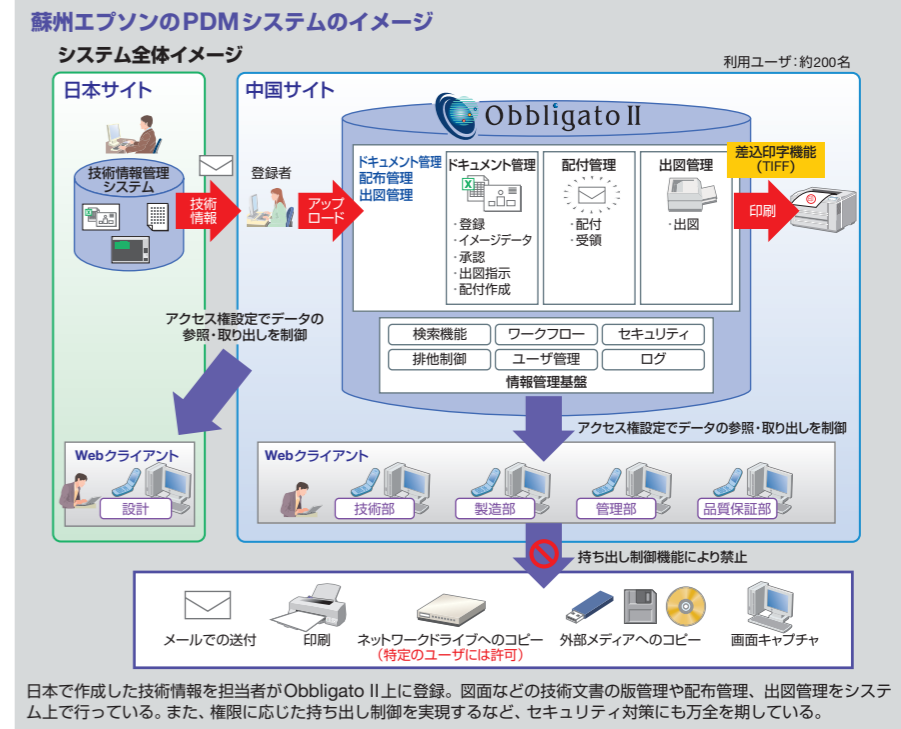 蘇州エプソンのPDMシステムのイメージ
システム全体イメージ
利用ユーザ:約200名
日本サイト
技術情報管理
システム
技術
情報
中国サイト
登録者
アップ
ロード
Obbligato II
ドキュメント管理
配布管理
出図管理
ドキュメント管理
・登録
・イメージデータ
・承認
・出図指示
・配付作成
配付管理
・配付
・受領
出図管理
・出図
差込印字機能
(TIFF)
印刷
検索機能
ワークフロー
セキュリティ
排他制御
ユーザ管理
ログ
情報管理基盤
アクセス権設定でデータの
参照・取り出しを制御
アクセス権設定でデータの参照・取り出しを制御
Webクライアント
設計
Webクライアント
技術部
製造部
管理部
品質保証部
持ち出し制御機能により禁止
メールでの送付
印刷
ネットワークドライブへのコピー
(特定のユーザには許可)
外部メディアへのコピー
画面キャプチャ
日本で作成した技術情報を担当者がObbligato II上に登録。図面などの技術文書の版管理や配布管理、出図管理をシステ
ム上で行っている。また、権限に応じた持ち出し制御を実現するなど、セキュリティ対策にも万全を期している。